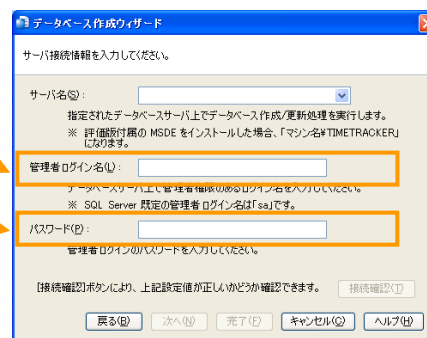 データベース作成ウィザード
サーバ接続情報を入力してください。
サーバ名(S):
指定されたデータベースサーバ上でデータベース作成/更新処理を実行します。
※ 評価版付属の MSDE をインストールした場合、「マシン名¥TIMETRACKER」
になります。
管理者ログイン名(L):
データベースサーバ上で管理者権限のあるログイン名を入力してください。
※ SQL Server 既定の管理者ログイン名は「sa」です。
パスワード(P):
管理者ログインのパスワードを入力してください。
[接続確認]ボタンにより、上記設定値が正しいかどうか確認できます。 接続確認(T)
戻る(B) 次へ(N) 完了(F) キャンセル(C) ヘルプ(H)